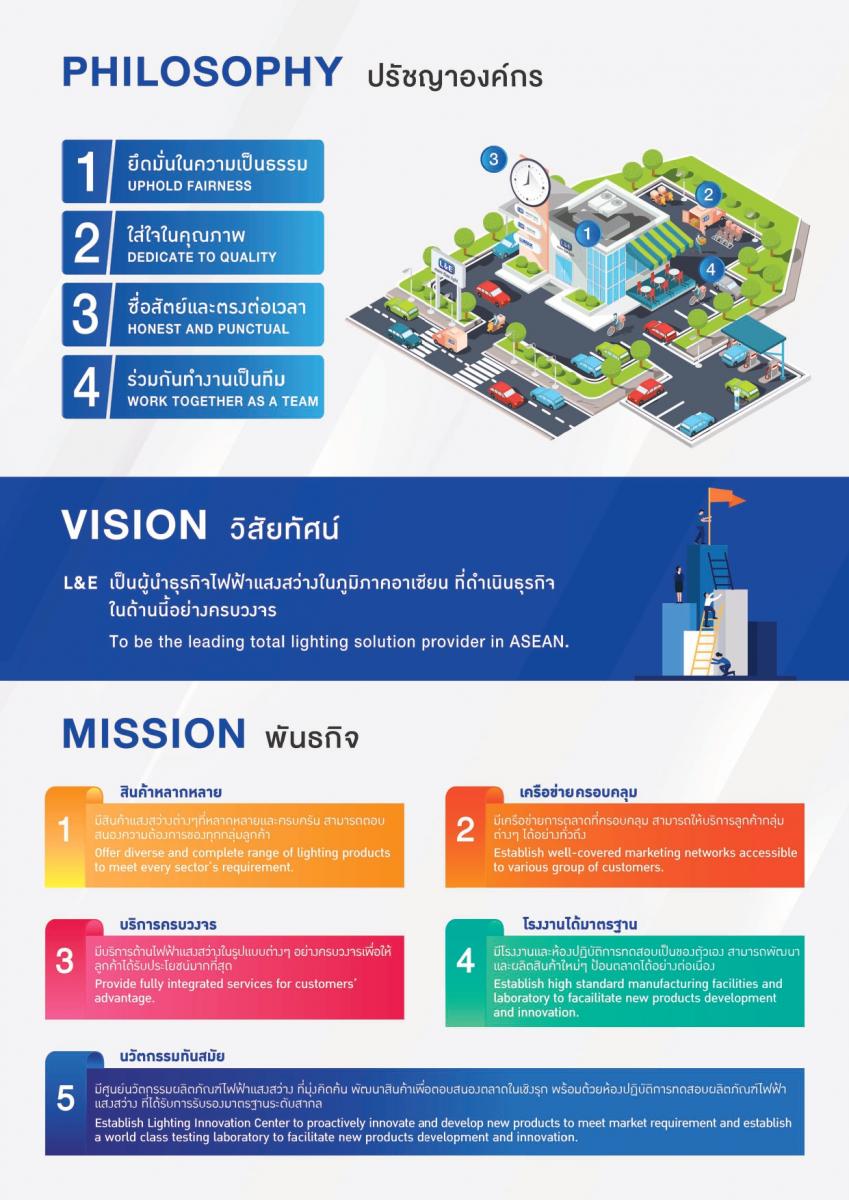 PHILOSOPHY ปรัชญาองค์กร
1 ยึดมั่นในความเป็นธรรม
UPHOLD FAIRNESS
2 ใส่ใจในคุณภาพ
DEDICATE TO QUALITY
3 ซื่อสัตย์และตรงต่อเวลา
HONEST AND PUNCTUAL
4 ร่วมกันทำงานเป็นทีม
WORK TOGETHER AS A TEAM
3
2
1
4
L&E
L&E
VISION วิสัยทัศน์
L&E เป็นผู้นำธุรกิจไฟฟ้าแสงสว่างในภูมิภาคอาเซียน ที่ดำเนินธุรกิจ
ในด้านนี้อย่างครบวงจร
To be the leading total lighting solution provider in ASEAN.
MISSION พันธกิจ
สินค้าหลากหลาย
1
มีสินค้าแสงสว่างต่างๆที่หลากหลายและครบครัน สามารถตอบ
สนองความต้องการของทุกกลุ่มลูกค้า
Offer diverse and complete range of lighting products
to meet every sector's requirement.
เครือข่ายครอบคลุม
2
มีเครือข่ายการตลาดที่ครอบคลุม สามารถให้บริการลูกค้ากลุ่ม
ต่างๆ ได้อย่างทั่วถึง
Establish well-covered marketing networks accessible
to various group of customers.
บริการครบวงจร
3
มีบริการด้านไฟฟ้าแสงสว่างในรูปแบบต่างๆ อย่างครบวงจรเพื่อให้
ลูกค้าได้รับประโยชน์มากที่สุด
Provide fully integrated services for customers'
advantage.
โรงงานได้มาตรฐาน
4
มีโรงงานและห้องปฏิบัติการทดสอบเป็นของตัวเอง สามารถพัฒนา
และผลิตสินค้าใหม่ๆ ป้อนตลาดได้อย่างต่อเนื่อง
Establish high standard manufacturing facilities and
laboratory to facailitate new products development
and innovation.
นวัตกรรมทันสมัย
5
มีศูนย์นวัตกรรมผลิตภัณฑ์ไฟฟ้าแสงสว่าง ที่มุ่งคิดค้น พัฒนาสินค้าเพื่อตอบสนองตลาดในเชิงรุก พร้อมด้วยห้องปฏิบัติการทดสอบผลิตภัณฑ์ไฟฟ้า
แสงสว่าง ที่ได้รับการรับรองมาตรฐานระดับสากล
Establish Lighting Innovation Center to proactively innovate and develop new products to meet market requirement and establish
a world class testing laboratory to facilitate new products development and innovation.